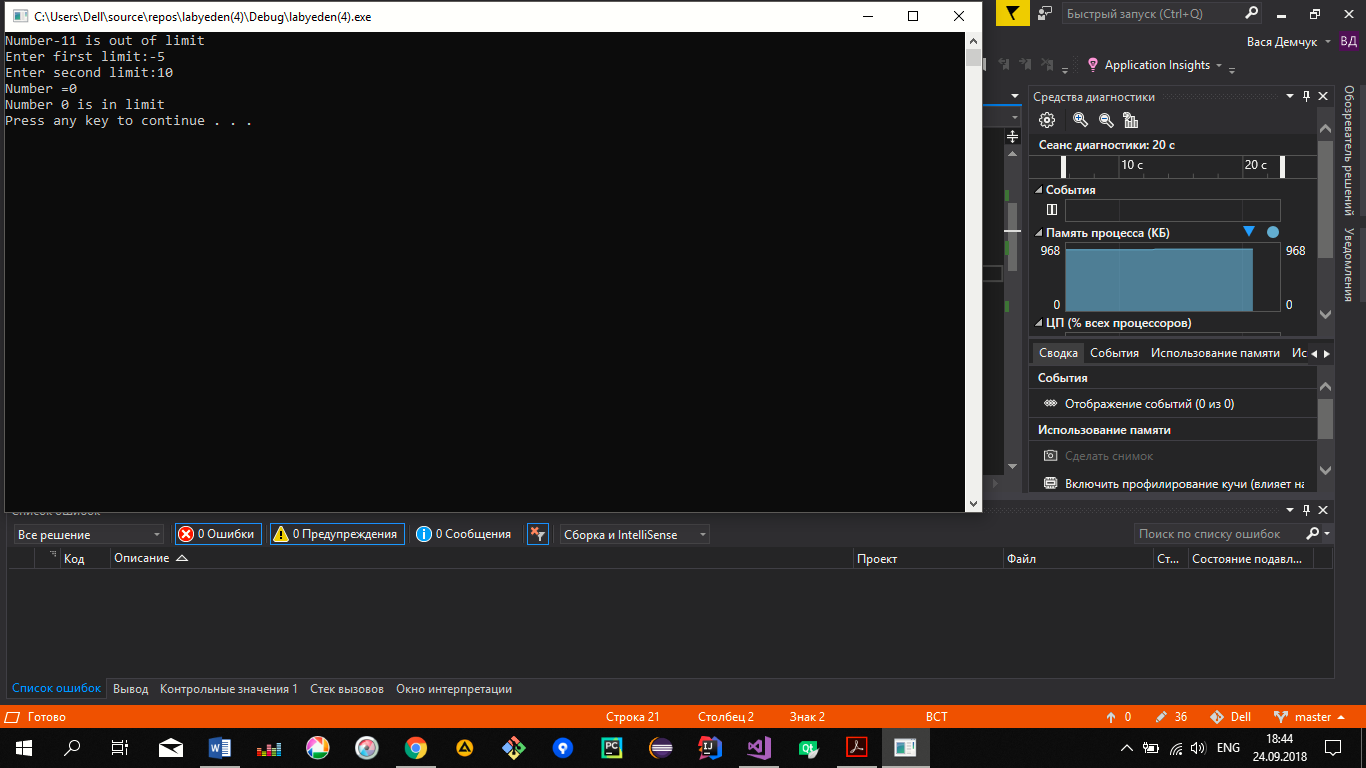 C:\Users\Dell\source\repos\labyeden(4)\Debug\labyeden(4).exe
Number-11 is out of limit
Enter first limit:-5
Enter second limit:10
Number =0
Number 0 is in limit
Press any key to continue . . .
Быстрый запуск (Ctrl+Q)
Вася Демчук ВД
Application Insights
Средства диагностики
Сеанс диагностики: 20 с
10 с 20 с
События
Память процесса (КБ)
968 968
0 0
ЦП (% всех процессоров)
Сводка События Использование памяти Ис
События
Отображение событий (0 из 0)
Использование памяти
Сделать снимок
Включить профилирование кучи (влияет на
Обозреватель решений
Уведомления
Список ошибок
Все решение 0 Ошибки 0 Предупреждения 0 Сообщения Сборка и IntelliSense Поиск по списку ошибок
Код Описание Проект Файл Ст... Состояние подавл...
Список ошибок Вывод Контрольные значения 1 Стек вызовов Окно интерпретации
Готово Строка 21 Столбец 2 Знак 2 ВСТ 0 36 Dell master
ENG 18:44
24.09.2018